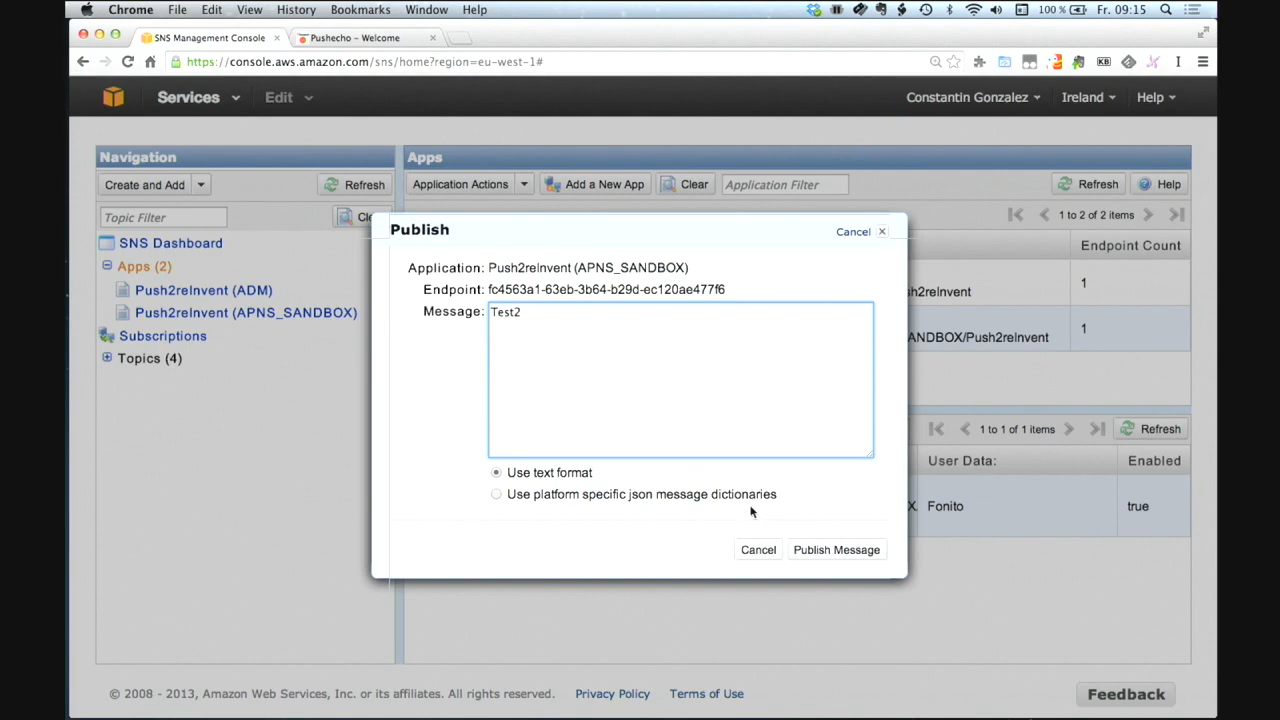 Chrome File Edit View History Bookmarks Window Help 100 % Fr. 09:15
SNS Management Console Pushecho – Welcome
https://console.aws.amazon.com/sns/home?region=eu-west-1#
Services Edit Constantin Gonzalez Ireland Help
Navigation Apps
Create and Add Refresh Application Actions Add a New App Clear Application Filter Refresh Help
Topic Filter Cle 1 to 2 of 2 items
SNS Dashboard Endpoint Count
Apps (2)
Push2reInvent (ADM) sh2reInvent 1
Push2reInvent (APNS_SANDBOX) ANDBOX/Push2reInvent 1
Subscriptions
Topics (4)
Publish Cancel
Application: Push2reInvent (APNS_SANDBOX)
Endpoint: fc4563a1-63eb-3b64-b29d-ec120ae477f6
Message: Test2
1 to 1 of 1 items Refresh
User Data: Enabled
Use text format
Use platform specific json message dictionaries
X Fonito true
Cancel Publish Message
© 2008 - 2013, Amazon Web Services, Inc. or its affiliates. All rights reserved. Privacy Policy Terms of Use Feedback